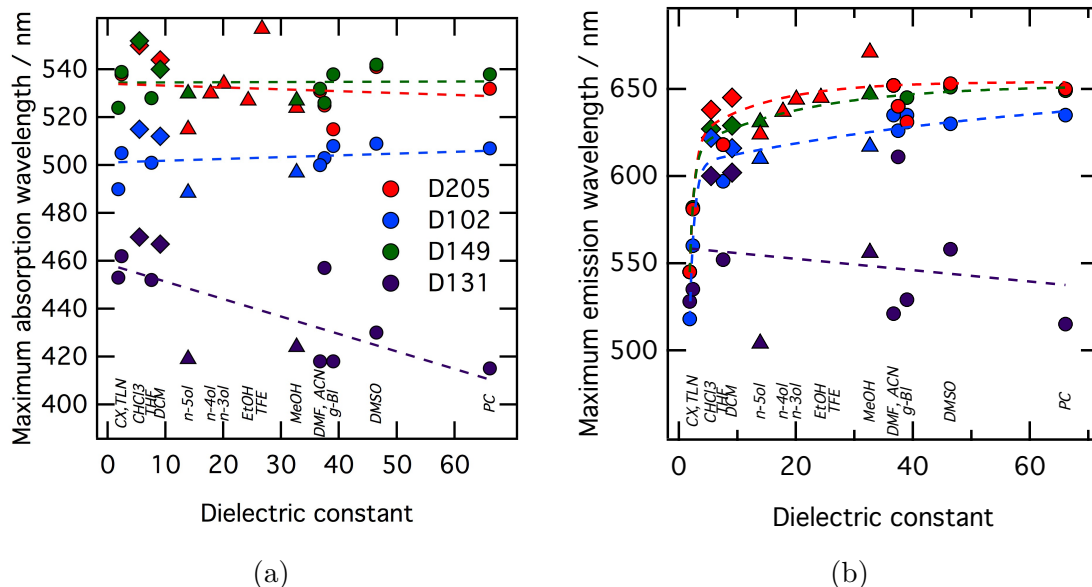 Maximum absorption wavelength / nm
540
520
500
480
460
440
420
400
D205
D102
D149
D131
CX,TLN
CHCl3
THF
DCM
n-5ol
n-4ol
n-3ol
EtOH
TFE
MeOH
DMF, ACN
g-Bl
DMSO
PC
0 10 20 30 40 50 60 70
Dielectric constant
(a)
Maximum emission wavelength / nm
650
600
550
500
CX,TLN
CHCl3
THF
DCM
n-5ol
n-4ol
n-3ol
EtOH
TFE
MeOH
DMF, ACN
g-Bl
DMSO
PC
0 20 40 60
Dielectric constant
(b)